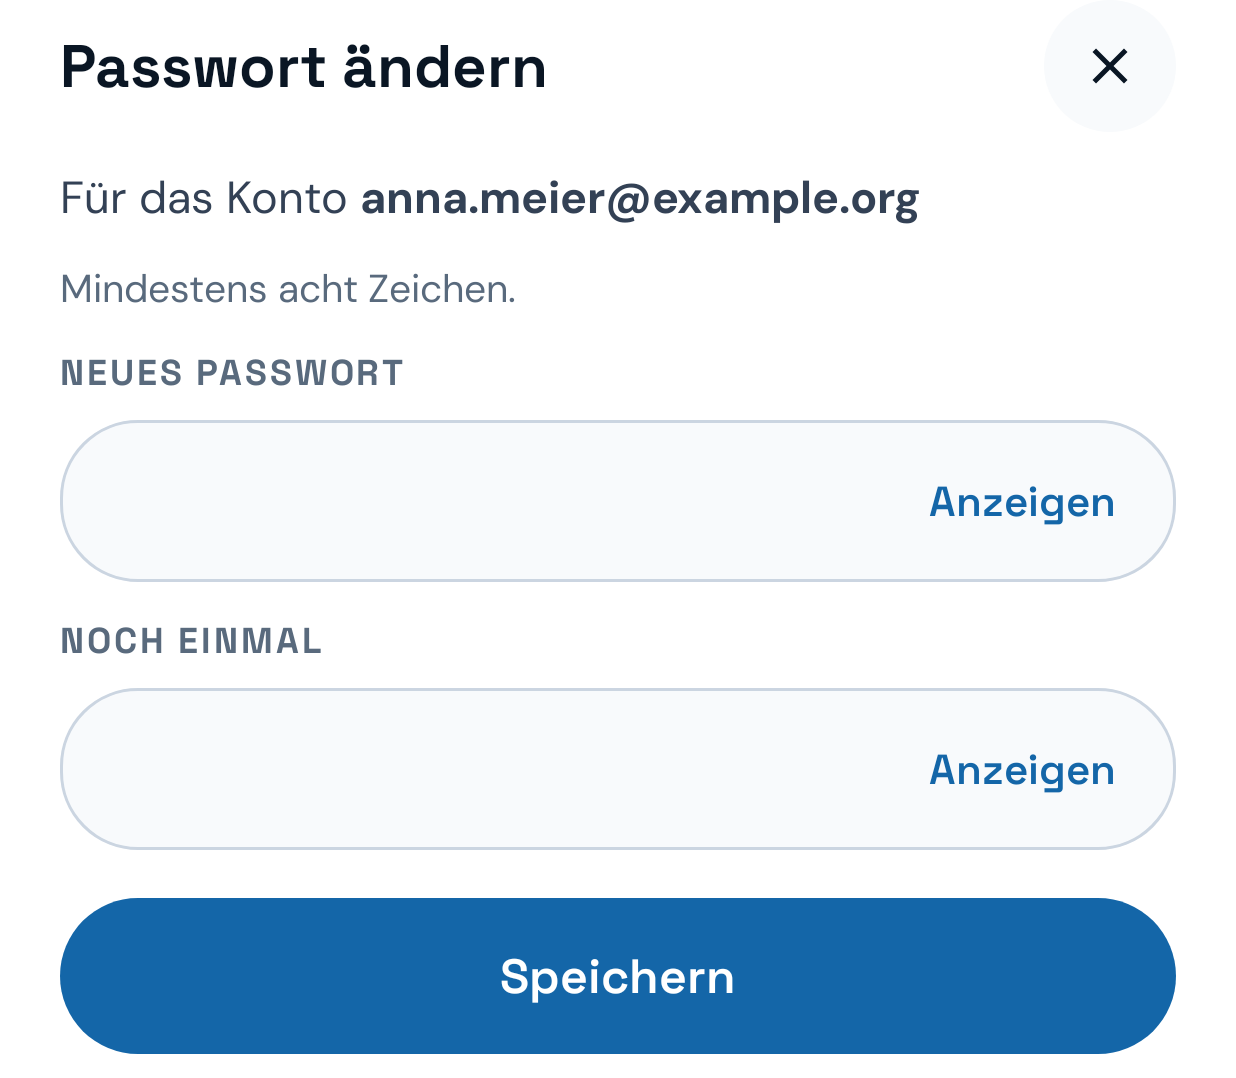 Passwort ändern
Für das Konto anna.meier@example.org
Mindestens acht Zeichen.
NEUES PASSWORT
Anzeigen
NOCH EINMAL
Anzeigen
Speichern